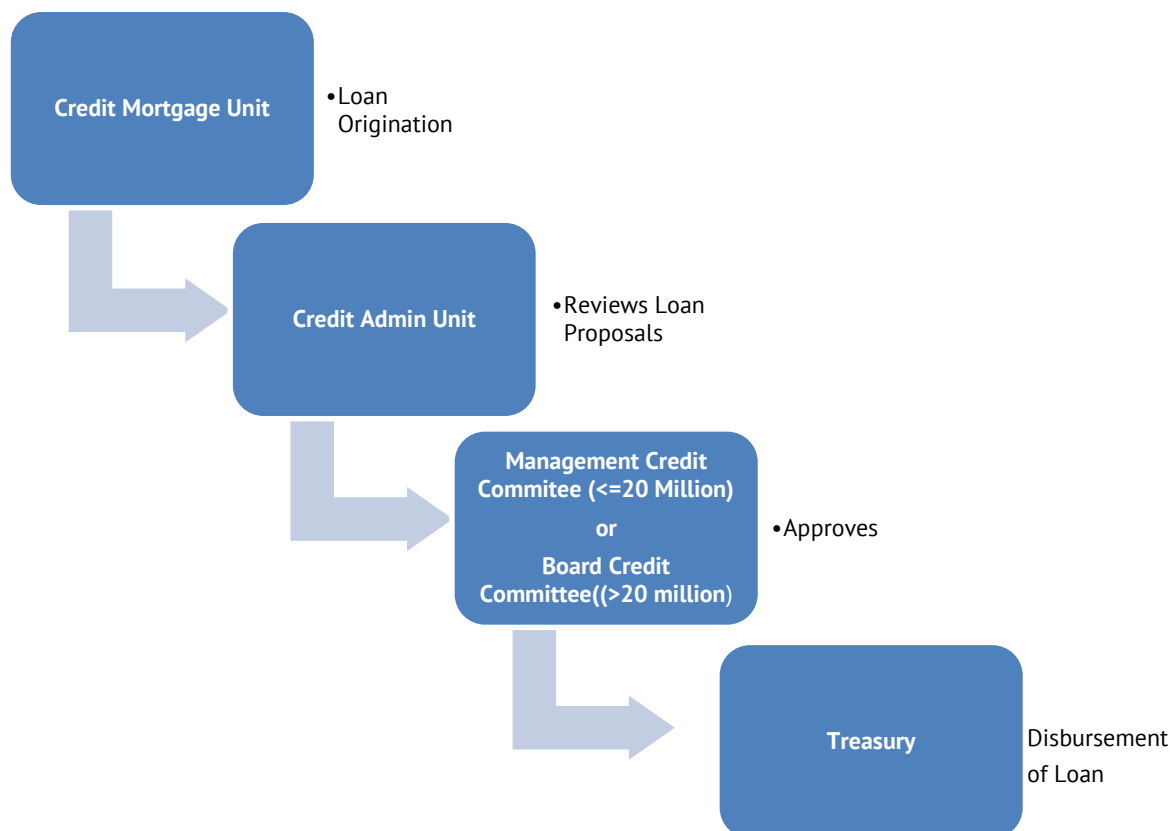 Credit Mortgage Unit
•Loan
Origination
Credit Admin Unit
•Reviews Loan
Proposals
Management Credit
Commitee (<=20 Million)
or
Board Credit
Committee((>20 million)
•Approves
Treasury
Disbursement
of Loan